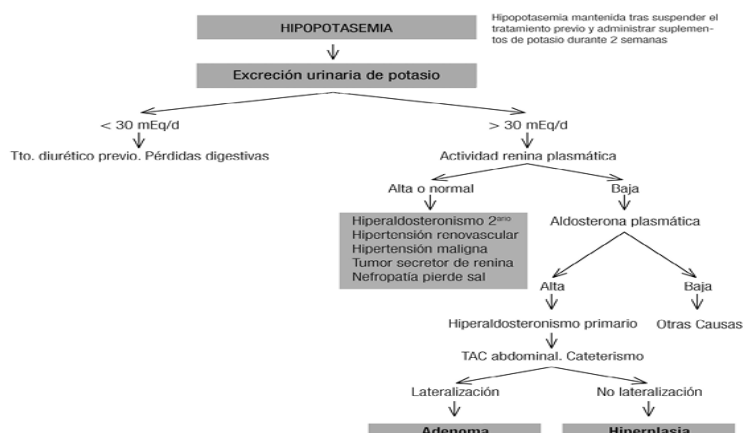 HIPOPOTASEMIA
Hipopotasemia mantenida tras suspender el
tratamiento previo y administrar suplemen-
tos de potasio durante 2 semanas
Excreción urinaria de potasio
< 30 mEq/d
> 30 mEq/d
Tto. diurético previo. Pérdidas digestivas
Actividad renina plasmática
Alta o normal
Baja
Hiperaldosteronismo 2ario
Hipertensión renovascular
Hipertensión maligna
Tumor secretor de renina
Nefropatía pierde sal
Aldosterona plasmática
Alta
Baja
Hiperaldosteronismo primario
Otras Causas
TAC abdominal. Cateterismo
Lateralización
No lateralización
Adenoma
Hiperplasia